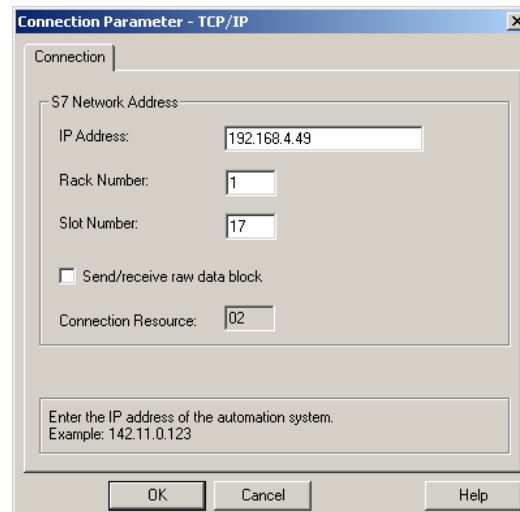 Connection Parameter - TCP/IP
Connection
S7 Network Address
IP Address: 192.168.4.49
Rack Number: 1
Slot Number: 17
Send/receive raw data block
Connection Resource: 02
Enter the IP address of the automation system.
Example: 142.11.0.123
OK Cancel Help